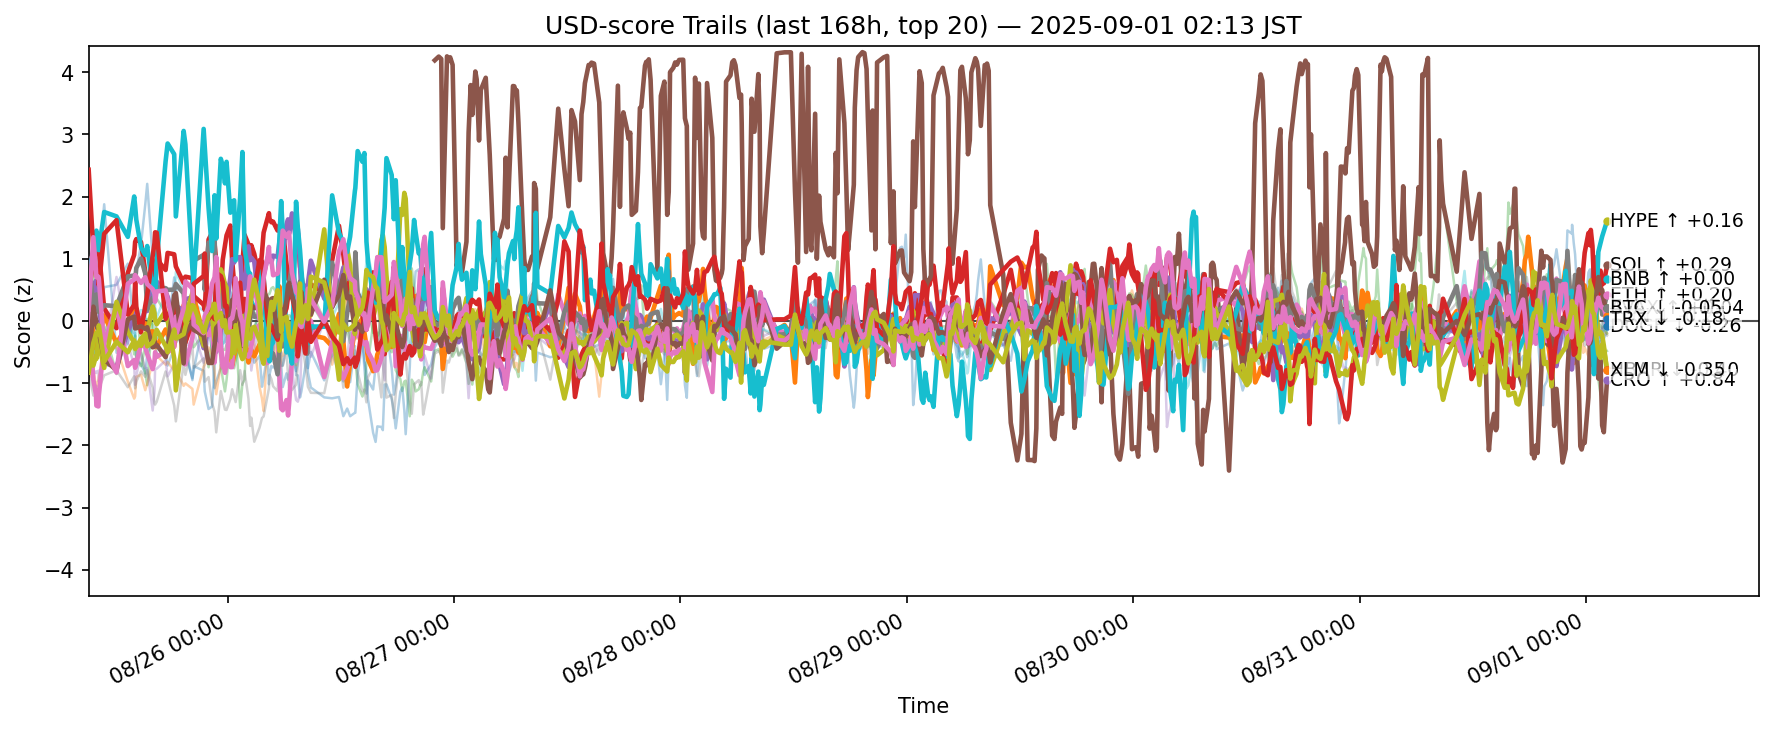 USD-score Trails (last 168h, top 20) — 2025-09-01 02:13 JST
Score (z)
4
3
2
1
0
−1
−2
−3
−4
HYPE ↑ +0.16
SOL ↑ +0.29
BNB ↑ +0.00
ETH ↑ +0.20
TRX ↓ -0.18
XLM ↓ -0.35
CRO ↑ +0.84
08/26 00:00
08/27 00:00
08/28 00:00
08/29 00:00
08/30 00:00
08/31 00:00
09/01 00:00
Time